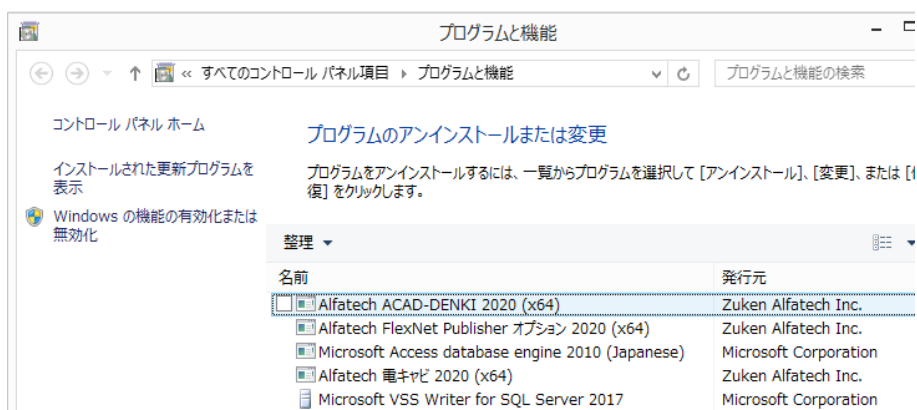 プログラムと機能
« すべてのコントロール パネル項目 ▸ プログラムと機能
プログラムと機能の検索
コントロール パネル ホーム
インストールされた更新プログラムを
表示
Windows の機能の有効化または
無効化
プログラムのアンインストールまたは変更
プログラムをアンインストールするには、一覧からプログラムを選択して [アンインストール]、[変更]、または [
復] をクリックします。
整理
名前 発行元
Alfatech ACAD-DENKI 2020 (x64) Zuken Alfatech Inc.
Alfatech FlexNet Publisher オプション 2020 (x64) Zuken Alfatech Inc.
Microsoft Access database engine 2010 (Japanese) Microsoft Corporation
Alfatech 電キャビ 2020 (x64) Zuken Alfatech Inc.
Microsoft VSS Writer for SQL Server 2017 Microsoft Corporation